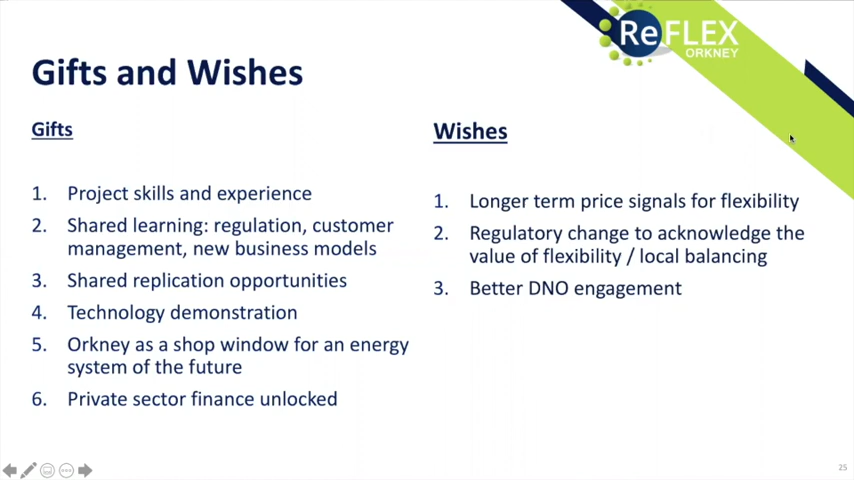 ReFLEX
ORKNEY
Gifts and Wishes
Gifts
1. Project skills and experience
2. Shared learning: regulation, customer
management, new business models
3. Shared replication opportunities
4. Technology demonstration
5. Orkney as a shop window for an energy
system of the future
6. Private sector finance unlocked
Wishes
1. Longer term price signals for flexibility
2. Regulatory change to acknowledge the
value of flexibility / local balancing
3. Better DNO engagement
25